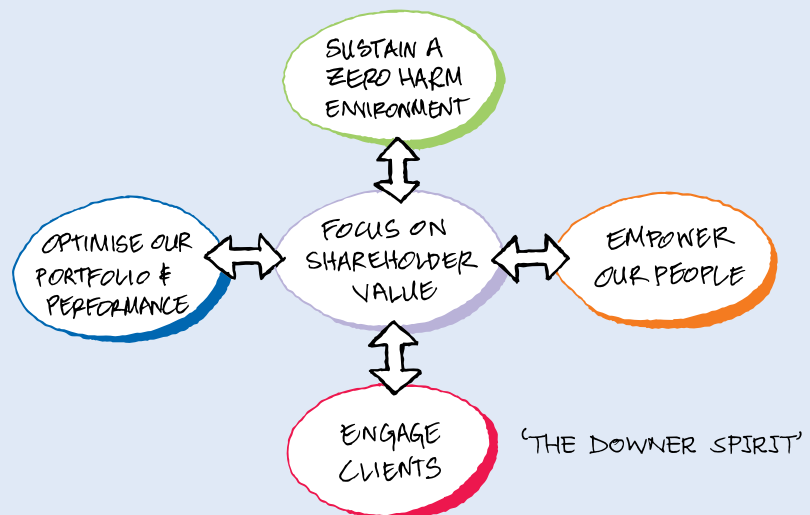 SUSTAIN A
ZERO HARM
ENVIRONMENT
OPTIMISE OUR
PORTFOLIO &
PERFORMANCE
FOCUS ON
SHAREHOLDER
VALUE
EMPOWER
OUR PEOPLE
ENGAGE
CLIENTS
‘THE DOWNER SPIRIT’